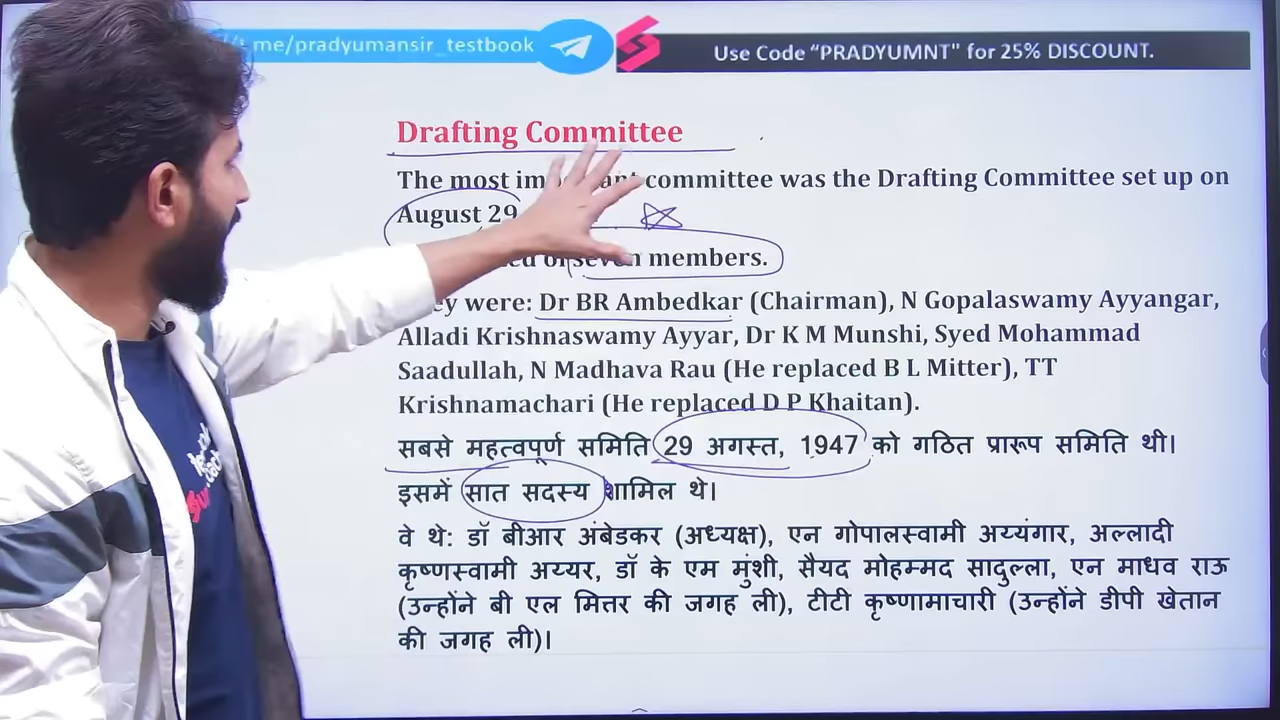 t.me/pradyumansir_testbook
Use Code “PRADYUMNT" for 25% DISCOUNT.
Drafting Committee
The most important committee was the Drafting Committee set up on
August 29
seven members.
were: Dr BR Ambedkar (Chairman), N Gopalaswamy Ayyangar,
Alladi Krishnaswamy Ayyar, Dr K M Munshi, Syed Mohammad
Saadullah, N Madhava Rau (He replaced B L Mitter), TT
Krishnamachari (He replaced D P Khaitan).
सबसे महत्वपूर्ण समिति 29 अगस्त, 1947 को गठित प्रारूप समिति थी।
इसमें सात सदस्य शामिल थे।
वे थे: डॉ बीआर अंबेडकर (अध्यक्ष), एन गोपालस्वामी अय्यंगार, अल्लादी
कृष्णस्वामी अय्यर, डॉ के एम मुंशी, सैयद मोहम्मद सादुल्ला, एन माधव राऊ
(उन्होंने बी एल मित्तर की जगह ली), टीटी कृष्णामाचारी (उन्होंने डीपी खेतान
की जगह ली)।